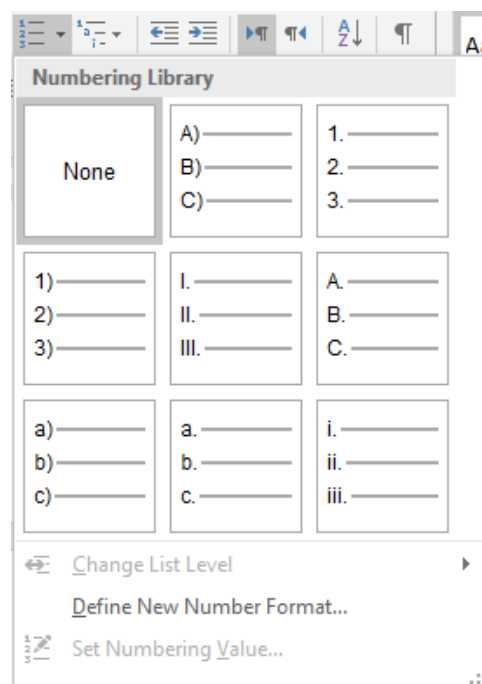 Numbering Library
None
A)
B)
C)
1.
2.
3.
1)
2)
3)
I.
II.
III.
A.
B.
C.
a)
b)
c)
a.
b.
c.
i.
ii.
iii.
Change List Level
Define New Number Format...
Set Numbering Value...